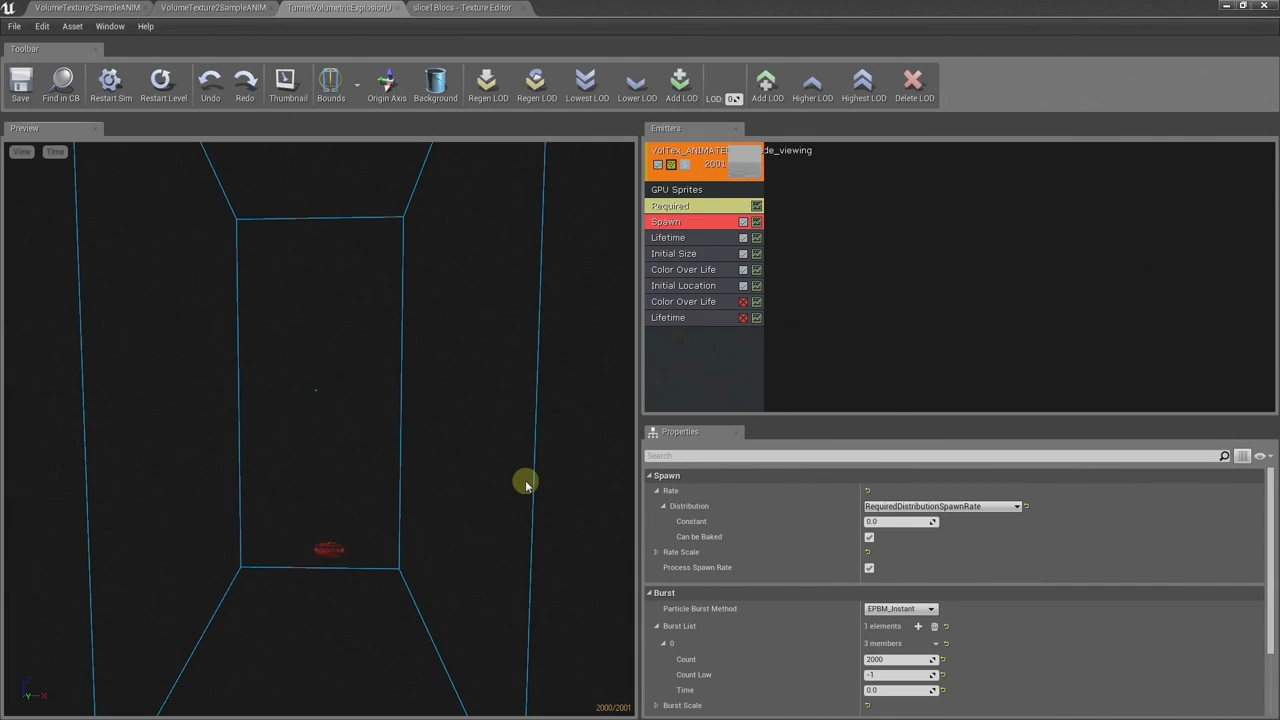 VolumeTexture2SampleANIM
VolumeTexture2SampleANIM
TunnelVolumetricExplosionU
slice1Blocs - Texture Editor
File Edit Asset Window Help
Toolbar
Save
Find in CB
Restart Sim
Restart Level
Undo
Redo
Thumbnail
Bounds
Origin Axis
Background
Regen LOD
Regen LOD
Lowest LOD
Lower LOD
Add LOD
LOD: 0
Add LOD
Higher LOD
Highest LOD
Delete LOD
Preview
View Time
2000/2001
Emitters
VolTex_ANIMATE
de_viewing
2001
GPU Sprites
Required
Spawn
Lifetime
Initial Size
Color Over Life
Initial Location
Color Over Life
Lifetime
Properties
Search
Spawn
Rate
Distribution RequiredDistributionSpawnRate
Constant 0.0
Can be Baked
Rate Scale
Process Spawn Rate
Burst
Particle Burst Method EPBM_Instant
Burst List 1 elements
0 3 members
Count 2000
Count Low -1
Time 0.0
Burst Scale